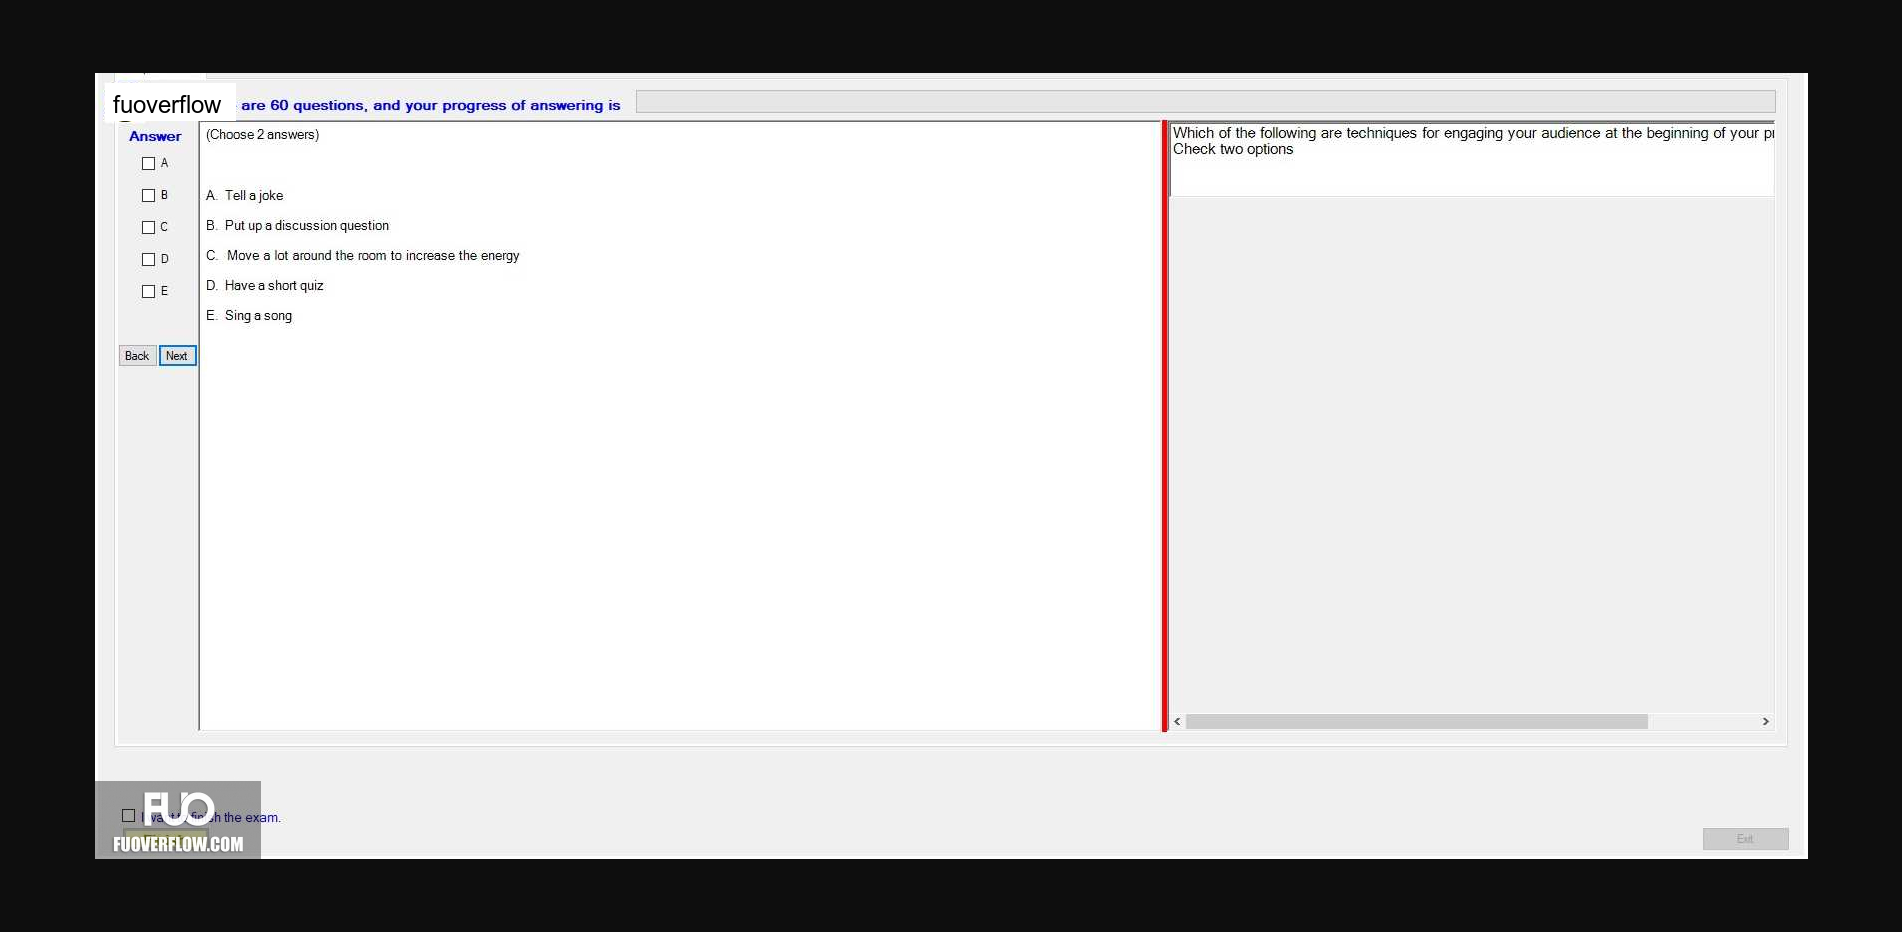 fuoverflow
are 60 questions, and your progress of answering is
Answer
(Choose 2 answers)
A
B
C
D
E
A. Tell a joke
B. Put up a discussion question
C. Move a lot around the room to increase the energy
D. Have a short quiz
E. Sing a song
Back Next
Which of the following are techniques for engaging your audience at the beginning of your
Check two options
FUO
I want to finish the exam.
FUOVERFLOW.COM
Exit